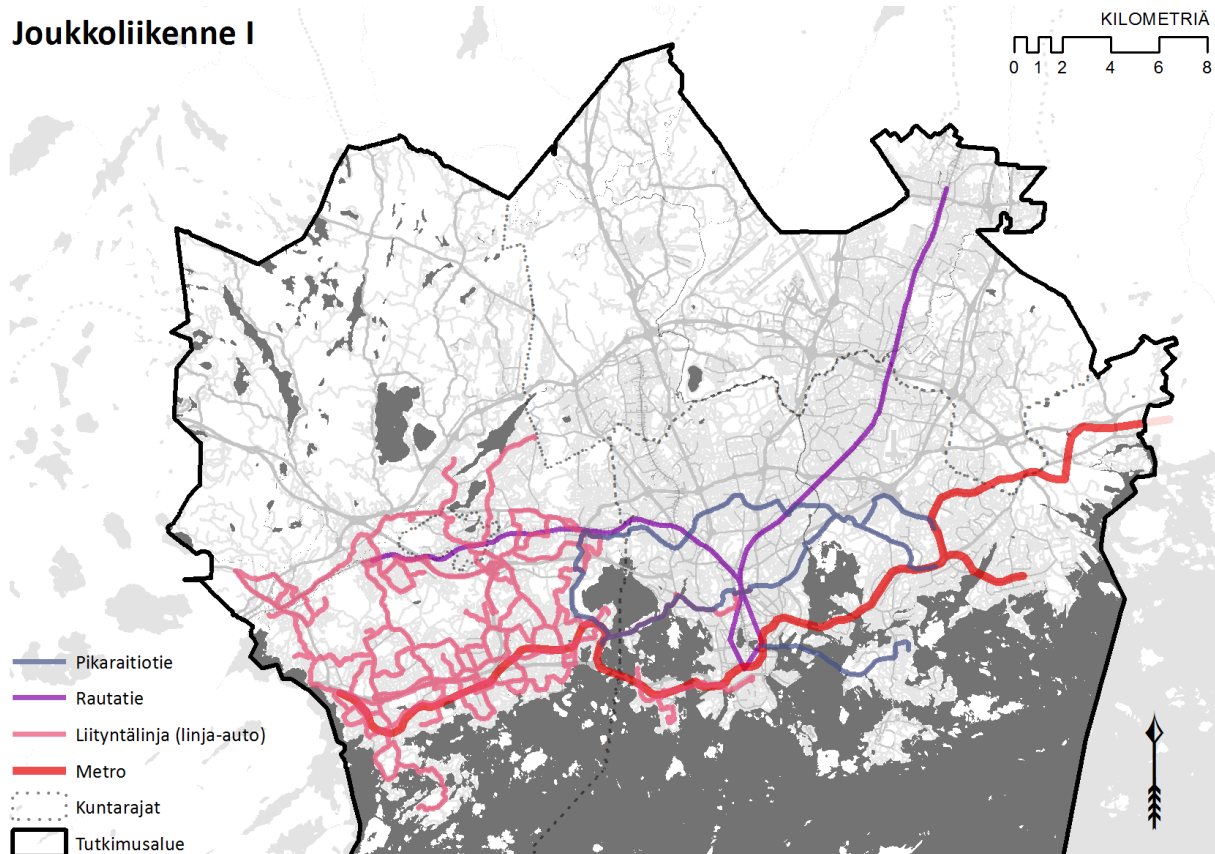 Joukkoliikenne I
KILOMETRIÄ
0 1 2 4 6 8
Pikaraitiotie
Rautatie
Liityntälinja (linja-auto)
Metro
Kuntarajat
Tutkimusalue